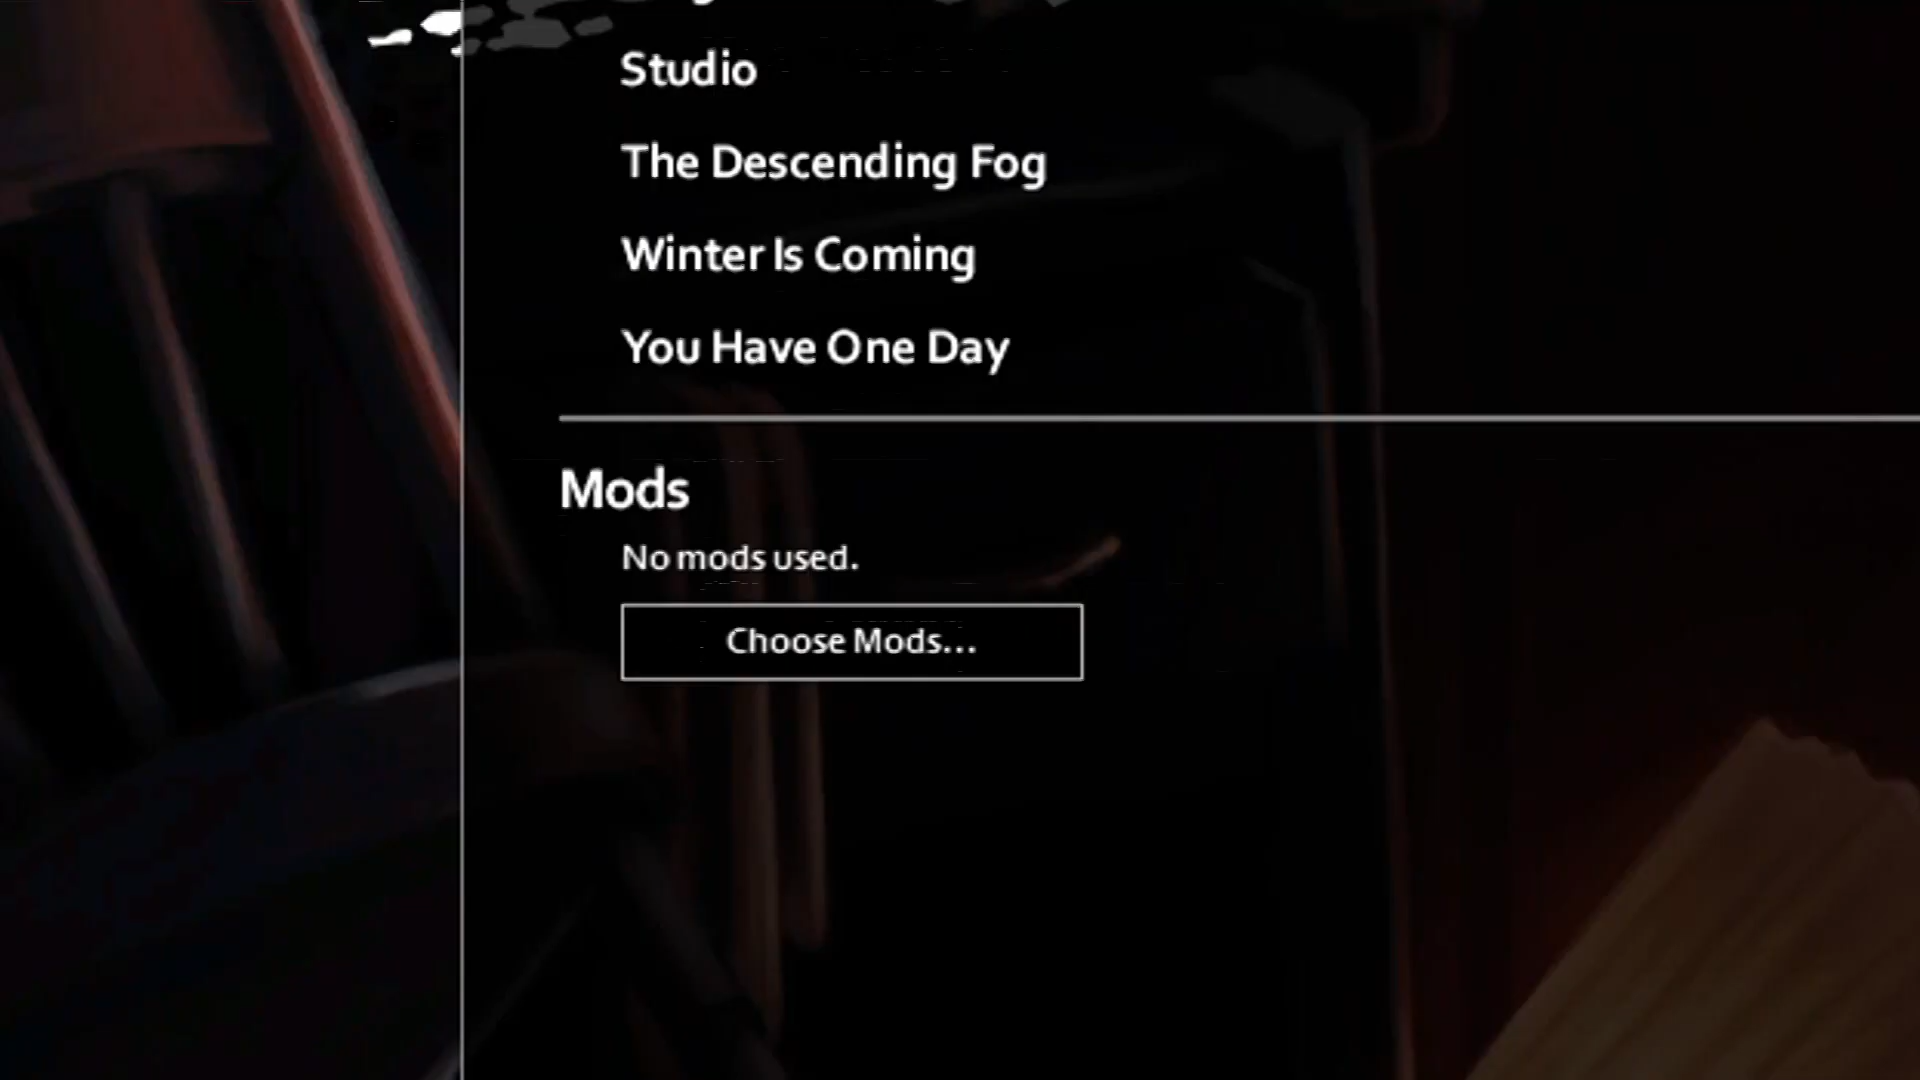 Studio
The Descending Fog
Winter Is Coming
You Have One Day
Mods
No mods used.
Choose Mods...